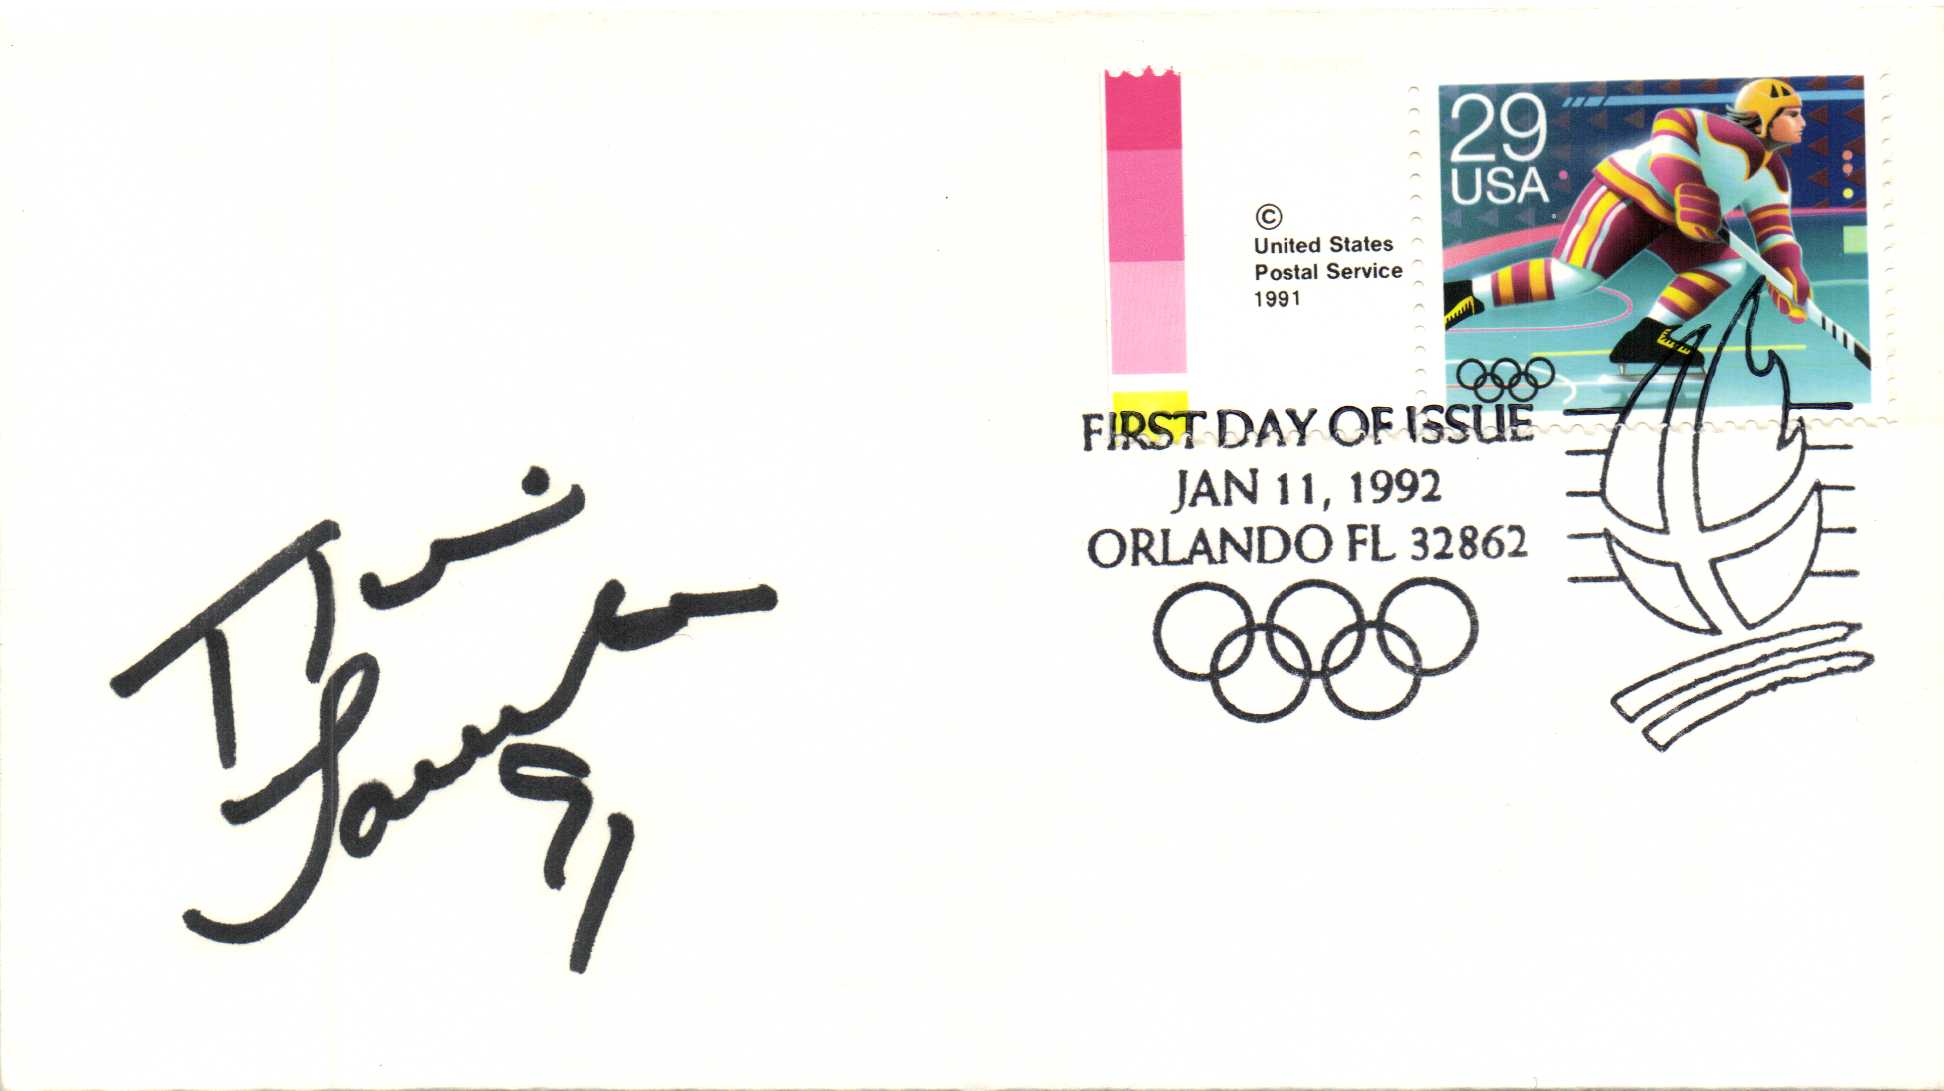 29
USA
©
United States
Postal Service
1991
FIRST DAY OF ISSUE
JAN 11, 1992
ORLANDO FL 32862
91